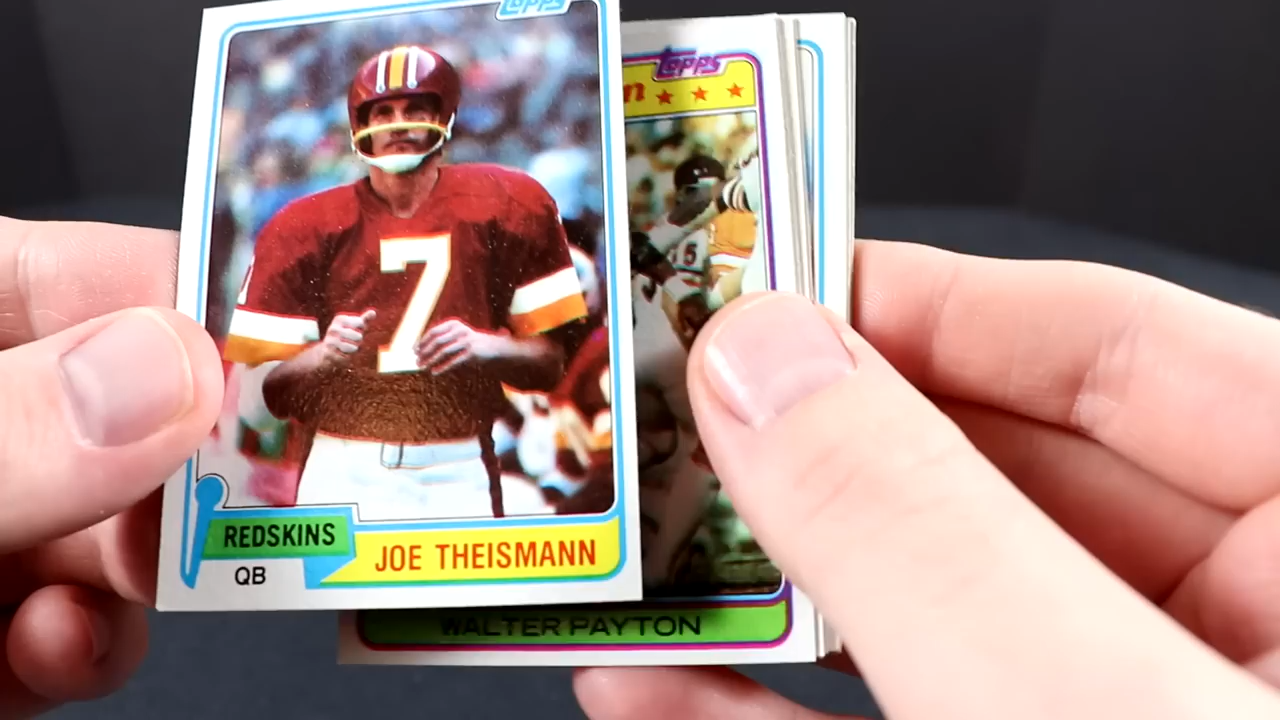 topps
7
REDSKINS
QB
JOE THEISMANN
topps
WALTER PAYTON